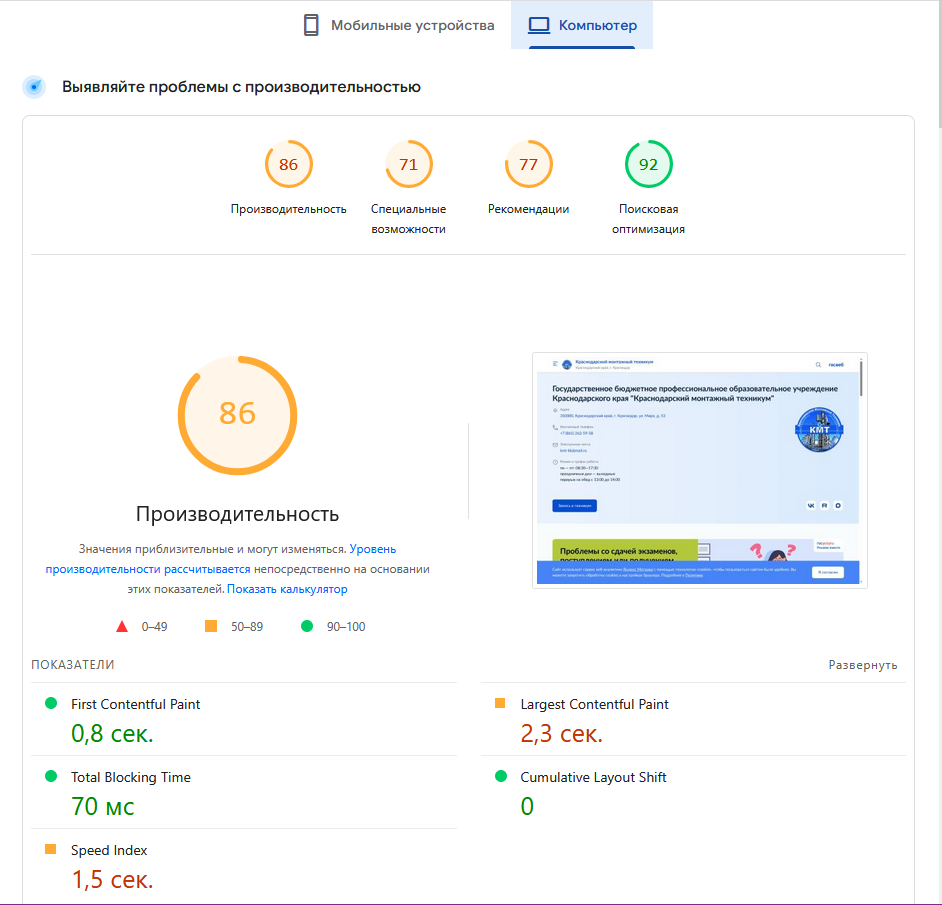 Мобильные устройства
Компьютер
Выявляйте проблемы с производительностью
86
71
77
92
Производительность
Специальные
возможности
Рекомендации
Поисковая
оптимизация
86
Производительность
Значения приблизительные и могут изменяться. Уровень
производительности рассчитывается непосредственно на основании
этих показателей. Показать калькулятор
0–49
50–89
90–100
Краснодарский монтажный техникум
госвеб
Государственное бюджетное профессиональное образовательное учреждение
Краснодарского края "Краснодарский монтажный техникум"
КМТ
Проблемы со сдачей экзаменов,
ПОКАЗАТЕЛИ
Развернуть
First Contentful Paint
0,8 сек.
Largest Contentful Paint
2,3 сек.
Total Blocking Time
70 мс
Cumulative Layout Shift
0
Speed Index
1,5 сек.